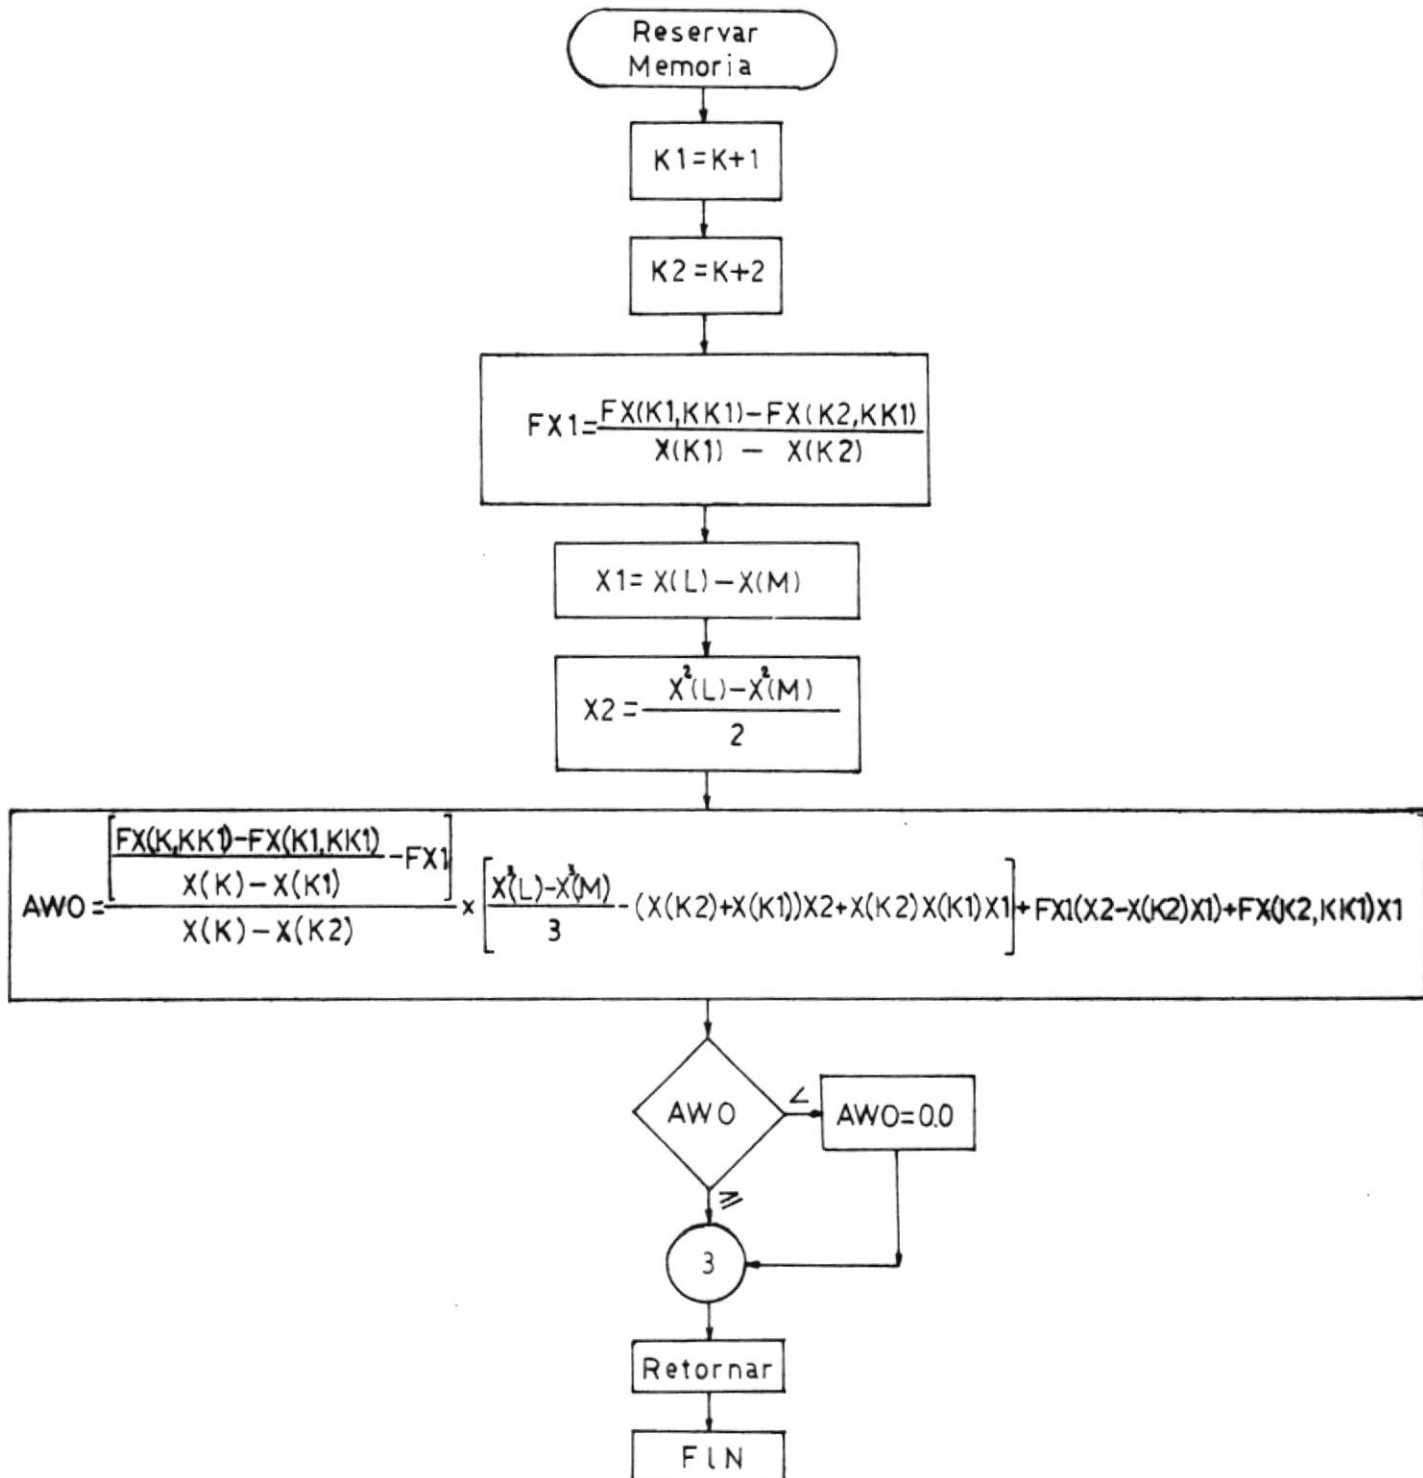 Reservar
Memoria
K1=K+1
K2=K+2
FX1=
FX(K1,KK1)-FX(K2,KK1)
X(K1) - X(K2)
X1=X(L)-X(M)
X2=
X²(L)-X²(M)
2
AWO=
[FX(K,KK1)-FX(K1,KK1)
X(K)-X(K1)
-FX1]
X(K)-X(K2)
x
[X³(L)-X³(M)
3
-(X(K2)+X(K1))X2+X(K2)X(K1)X1]+FX1(X2-X(K2)X1)+FX(K2,KK1)X1
AWO
<
AWO=0.0
≥
3
Retornar
FIN